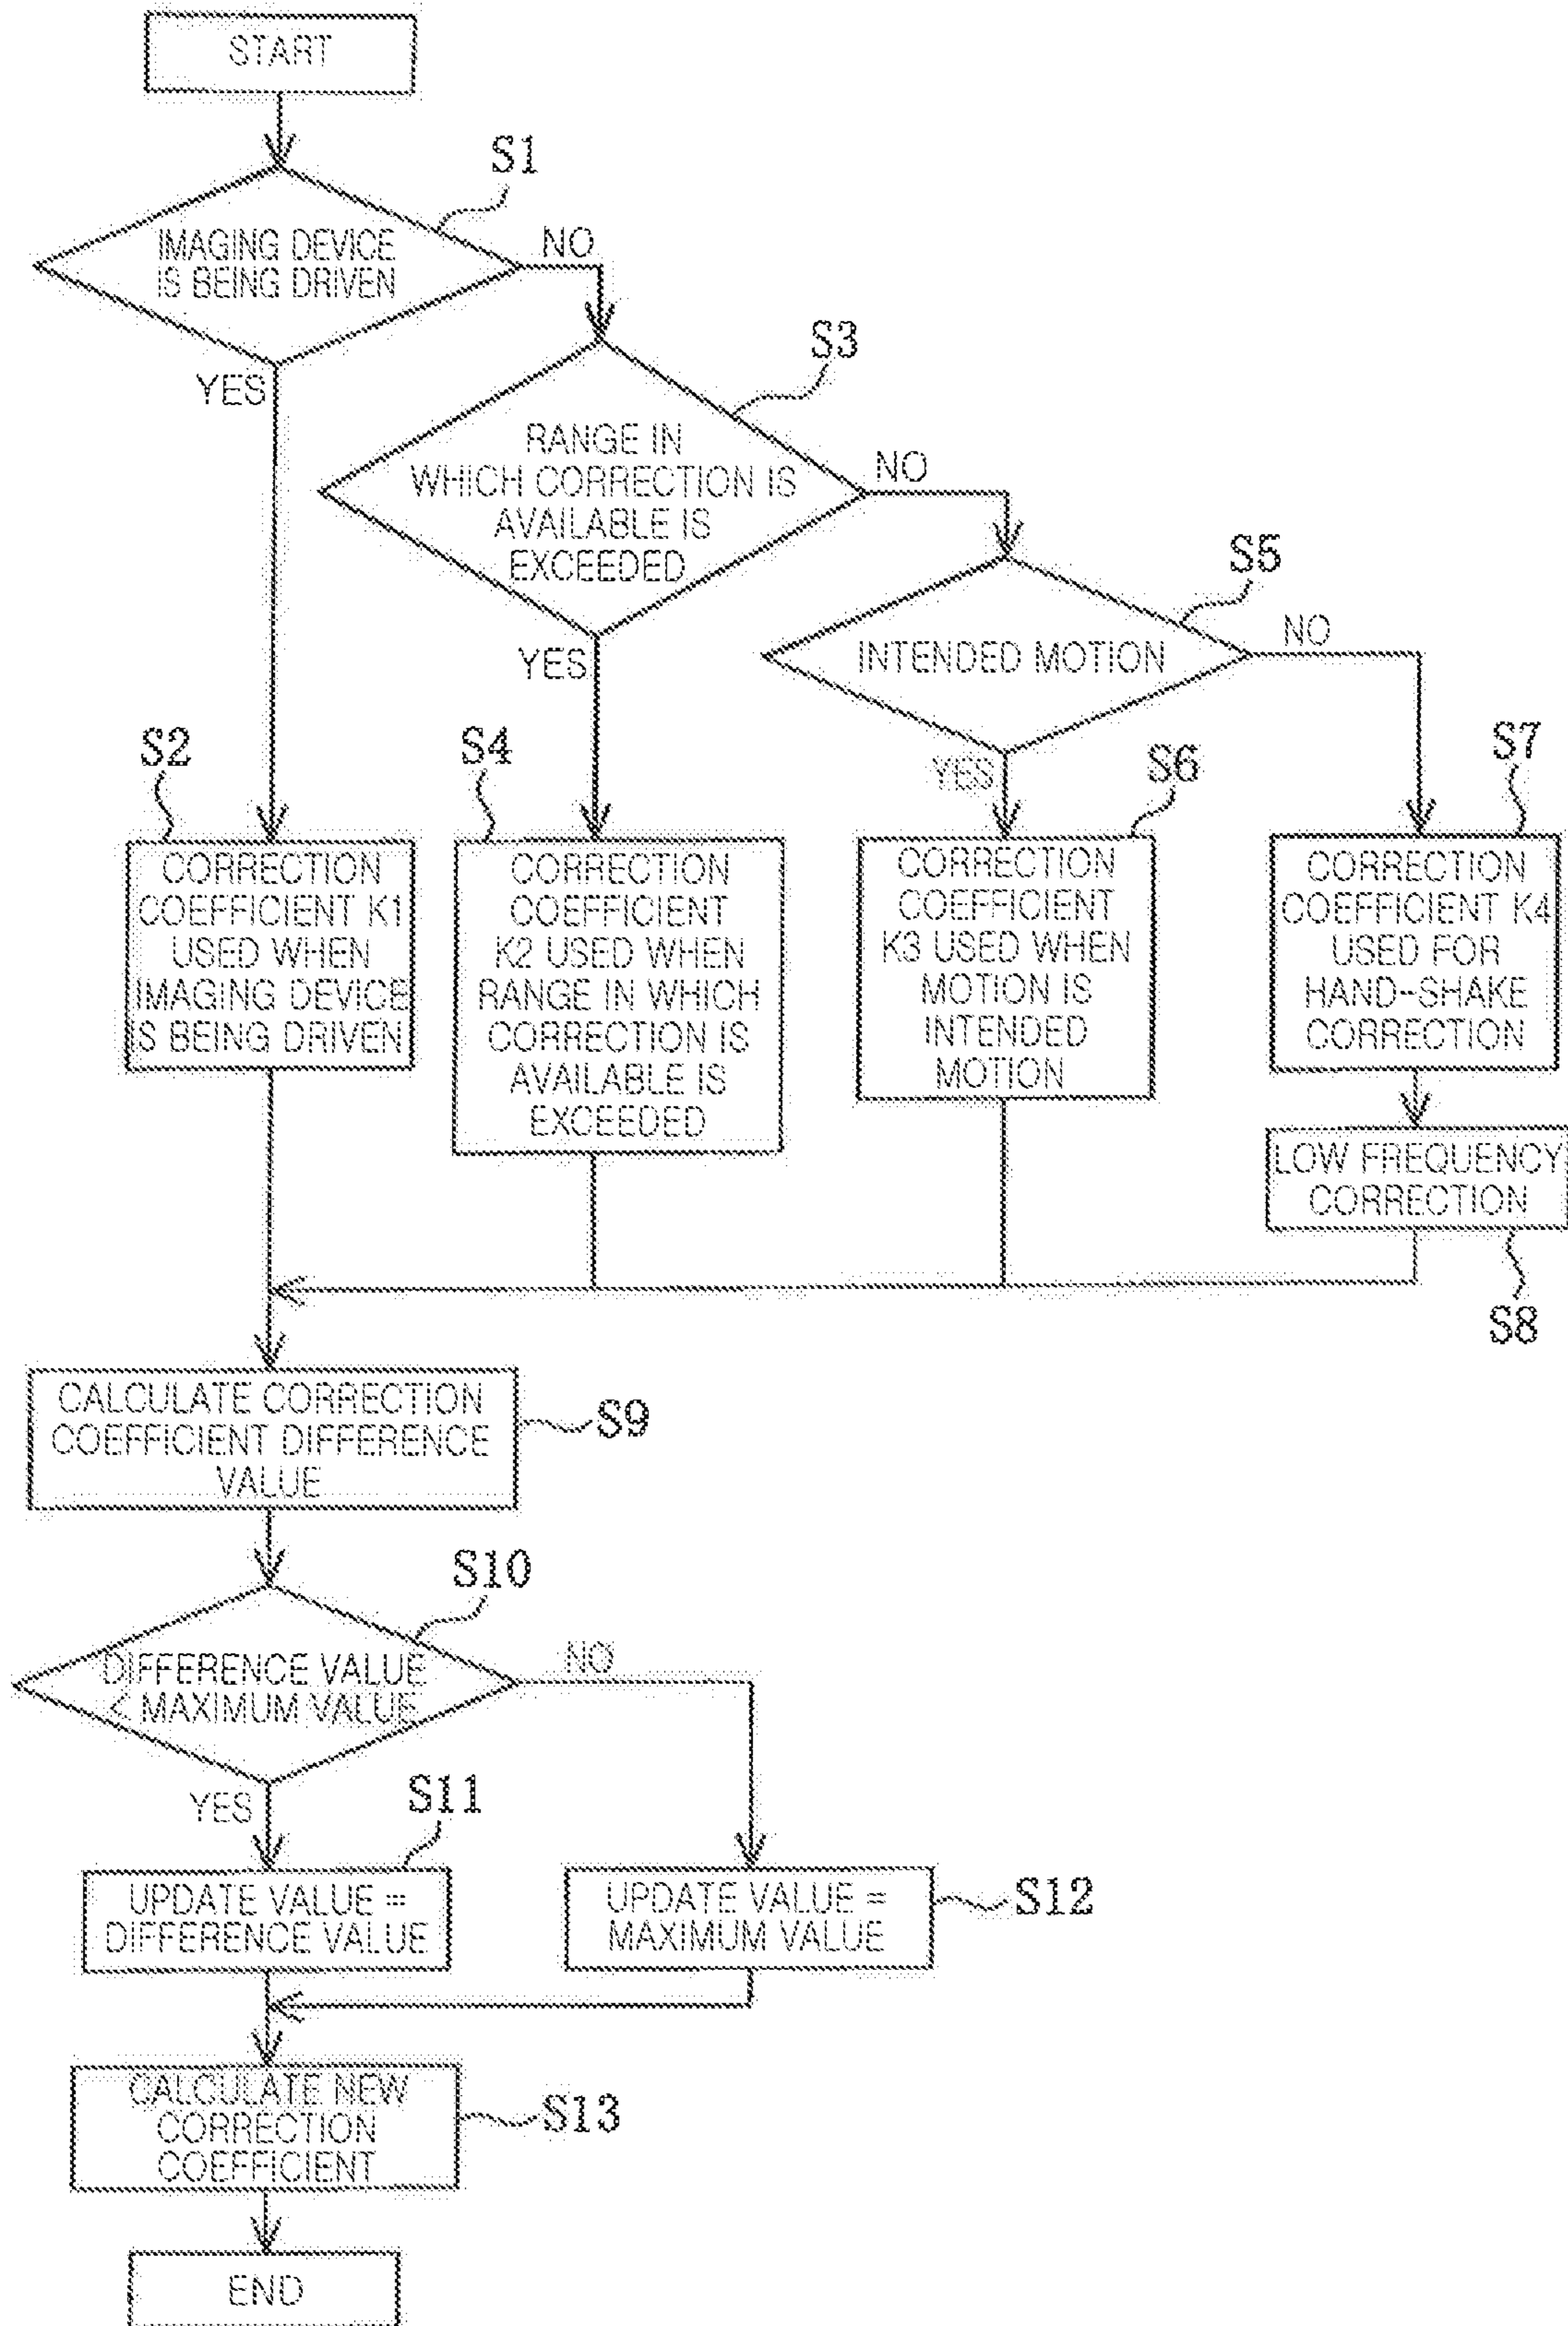 START
S1
IMAGING DEVICE
IS BEING DRIVEN
NO
YES
S3
RANGE IN
WHICH CORRECTION IS
AVAILABLE IS
EXCEEDED
NO
YES
S5
INTENDED MOTION
NO
YES
S2
CORRECTION
COEFFICIENT K1
USED WHEN
IMAGING DEVICE
IS BEING DRIVEN
S4
CORRECTION
COEFFICIENT
K2 USED WHEN
RANGE IN WHICH
CORRECTION IS
AVAILABLE IS
EXCEEDED
S6
CORRECTION
COEFFICIENT
K3 USED WHEN
MOTION IS
INTENDED
MOTION
S7
CORRECTION
COEFFICIENT K4
USED FOR
HAND-SHAKE
CORRECTION
LOW FREQUENCY
CORRECTION
S8
CALCULATE CORRECTION
COEFFICIENT DIFFERENCE
VALUE
S9
S10
DIFFERENCE VALUE
< MAXIMUM VALUE
NO
YES
S11
UPDATE VALUE =
DIFFERENCE VALUE
UPDATE VALUE =
MAXIMUM VALUE
S12
CALCULATE NEW
CORRECTION
COEFFICIENT
S13
END